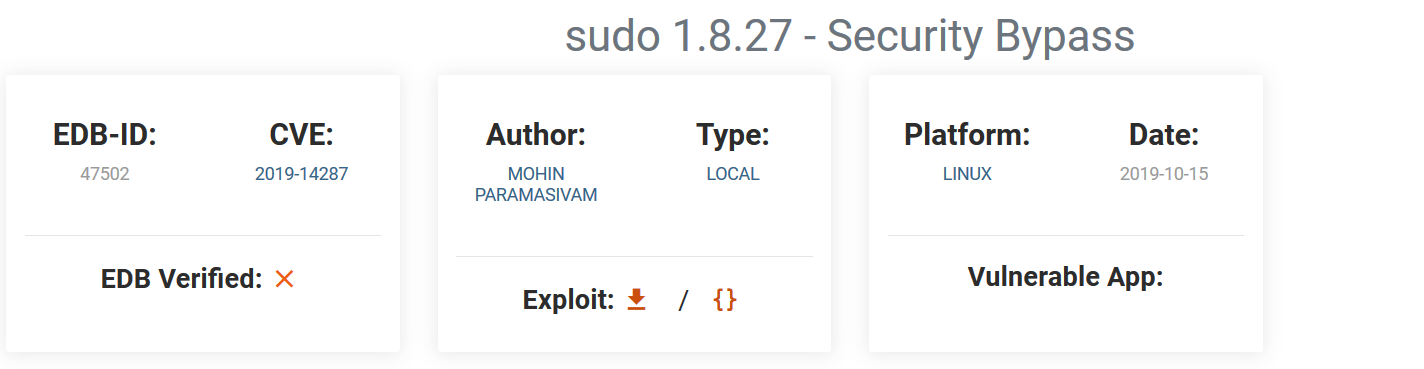 sudo 1.8.27 - Security Bypass
EDB-ID:
47502
CVE:
2019-14287
EDB Verified:
Author:
MOHIN
PARAMASIVAM
Type:
LOCAL
Exploit: / {}
Platform:
LINUX
Date:
2019-10-15
Vulnerable App: